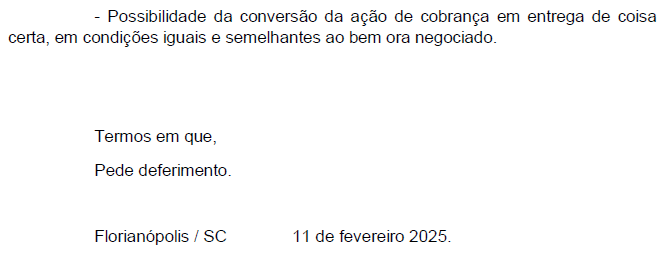 - Possibilidade da conversão da ação de cobrança em entrega de coisa
certa, em condições iguais e semelhantes ao bem ora negociado.
Termos em que,
Pede deferimento.
Florianópolis / SC 11 de fevereiro 2025.